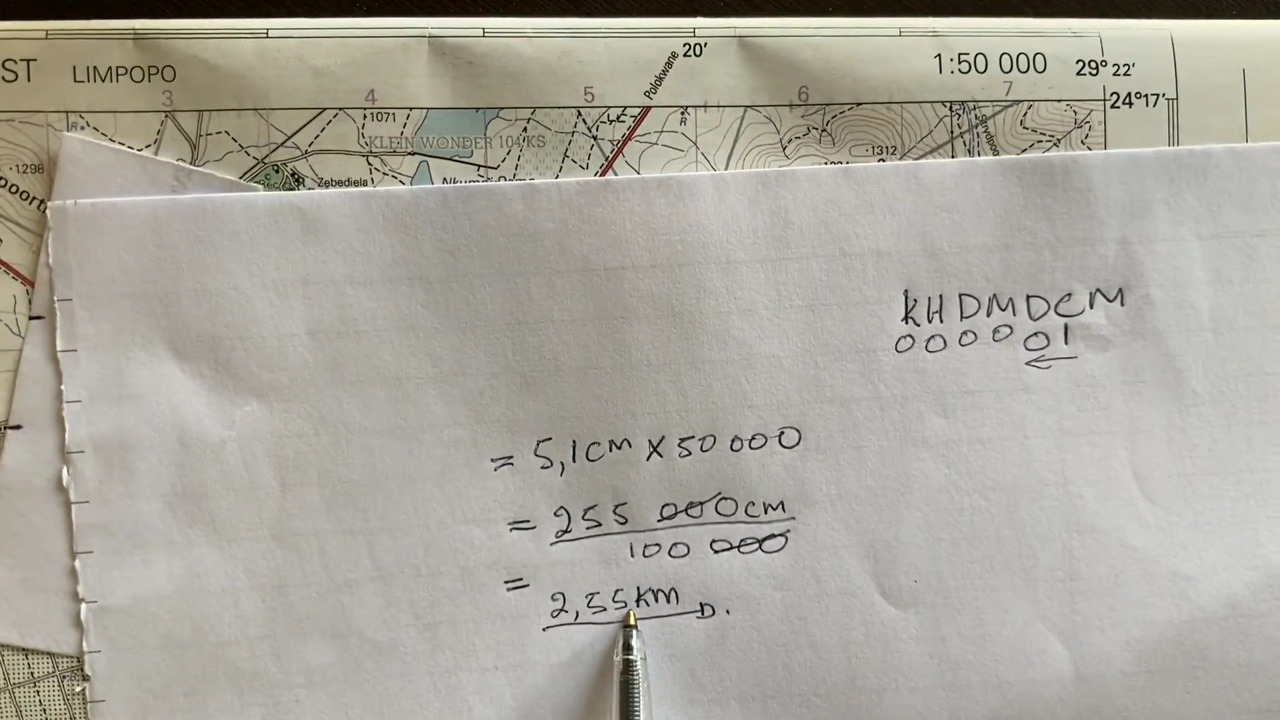 ST LIMPOPO 20' 1:50 000 29° 22'
3 4 5 6 7 24°17'
Polokwane
1071
KLEIN WONDER 104 KS
1312
1298
Zebediela
KHDMDCM
000001
= 5,1cm x 50 000
= 255 000cm
100 000
= 2,55km D.